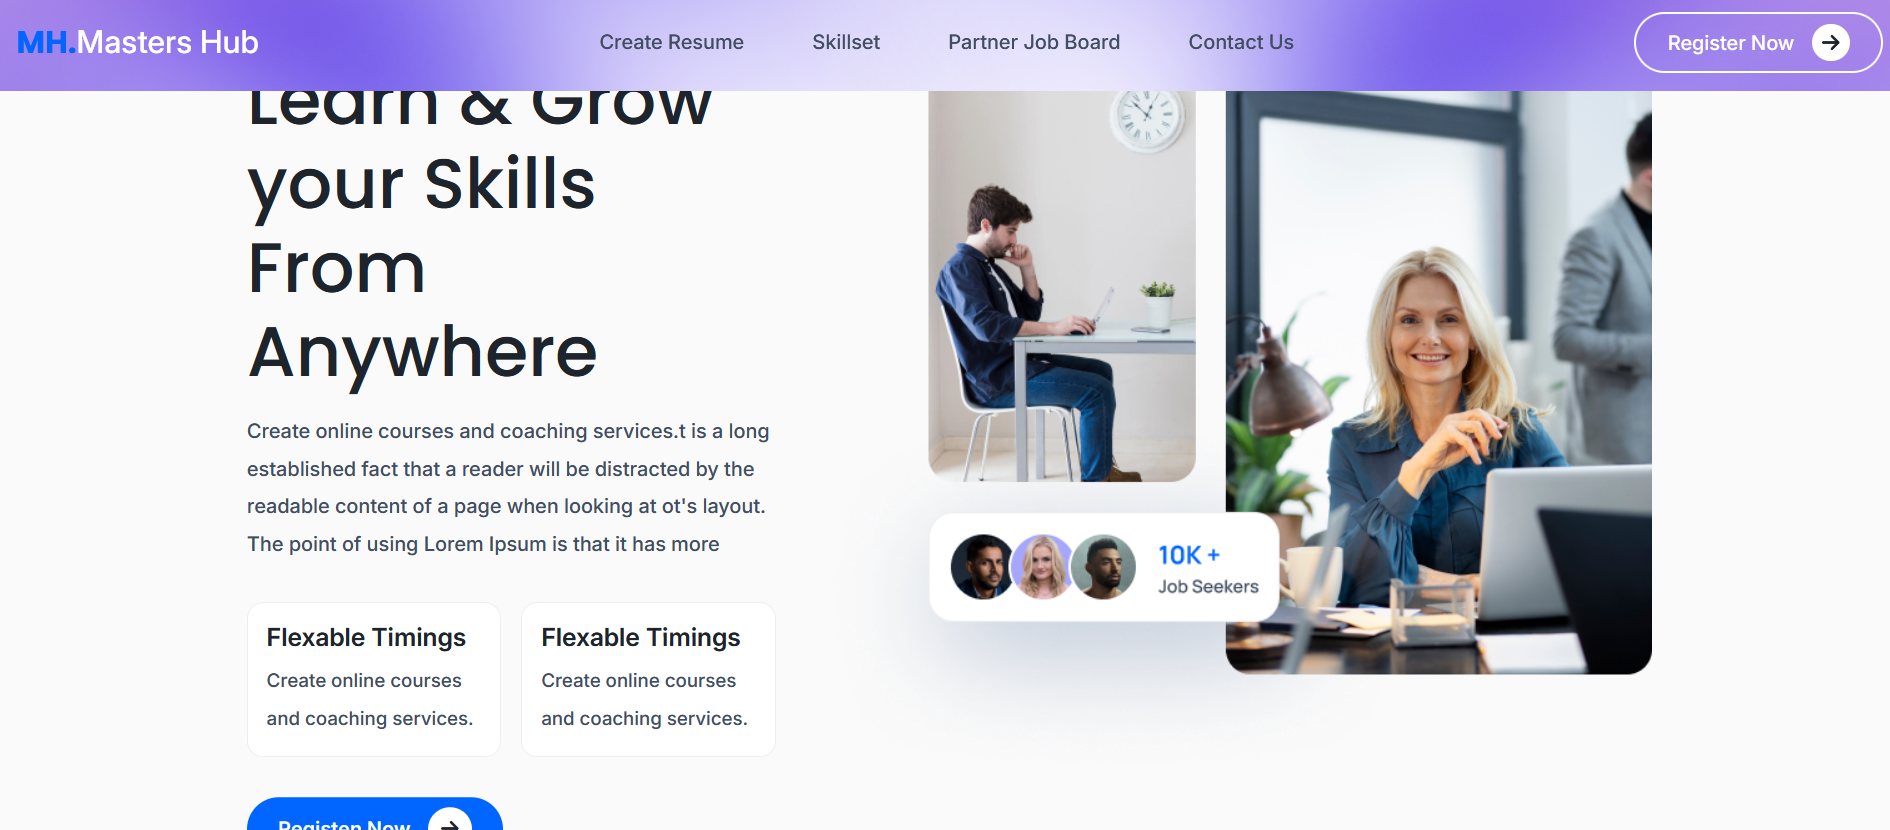 MH.Masters Hub
Create Resume
Skillset
Partner Job Board
Contact Us
Register Now
Learn & Grow
your Skills
From
Anywhere
Create online courses and coaching services.t is a long
established fact that a reader will be distracted by the
readable content of a page when looking at ot's layout.
The point of using Lorem Ipsum is that it has more
10K +
Job Seekers
Flexable Timings
Create online courses
and coaching services.
Flexable Timings
Create online courses
and coaching services.
Registen Now